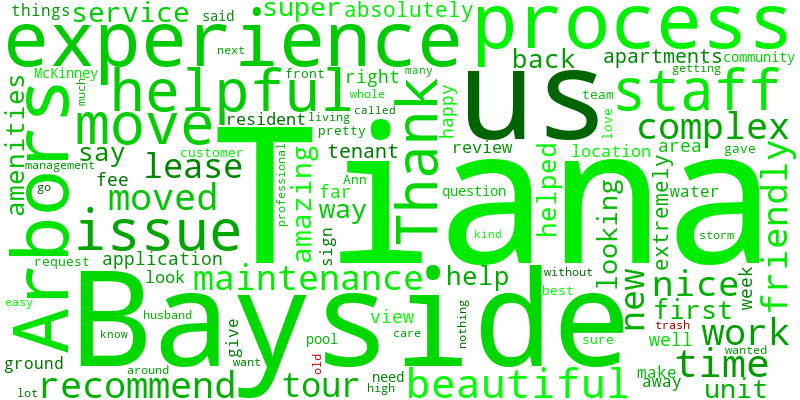 things
service
said
super
absolutely
process
experience
next
us
back
apartments
community
McKinney
much
front
right
many
getting
helpful
whole
staff
amenities
Arbors
move
resident
living
called
happy
Thank
team
love
complex
pretty
say
customer
tenant
review
location
area
gave
management
lease
professional
amazing
Tiana
helped
friendly
go
fee
Ann
far
question
looking
extremely
water
moved
way
sign
issue
kind
storm
request
application
Bayside
look
maintenance
help
without
new
week
nice
easy
husband
view
nothing
best
first
know
give
pool
care
sure
trash
work
wanted
well
ground
around
want
old
need
make
time
lot
recommend
tour
high
beautiful
away
unit